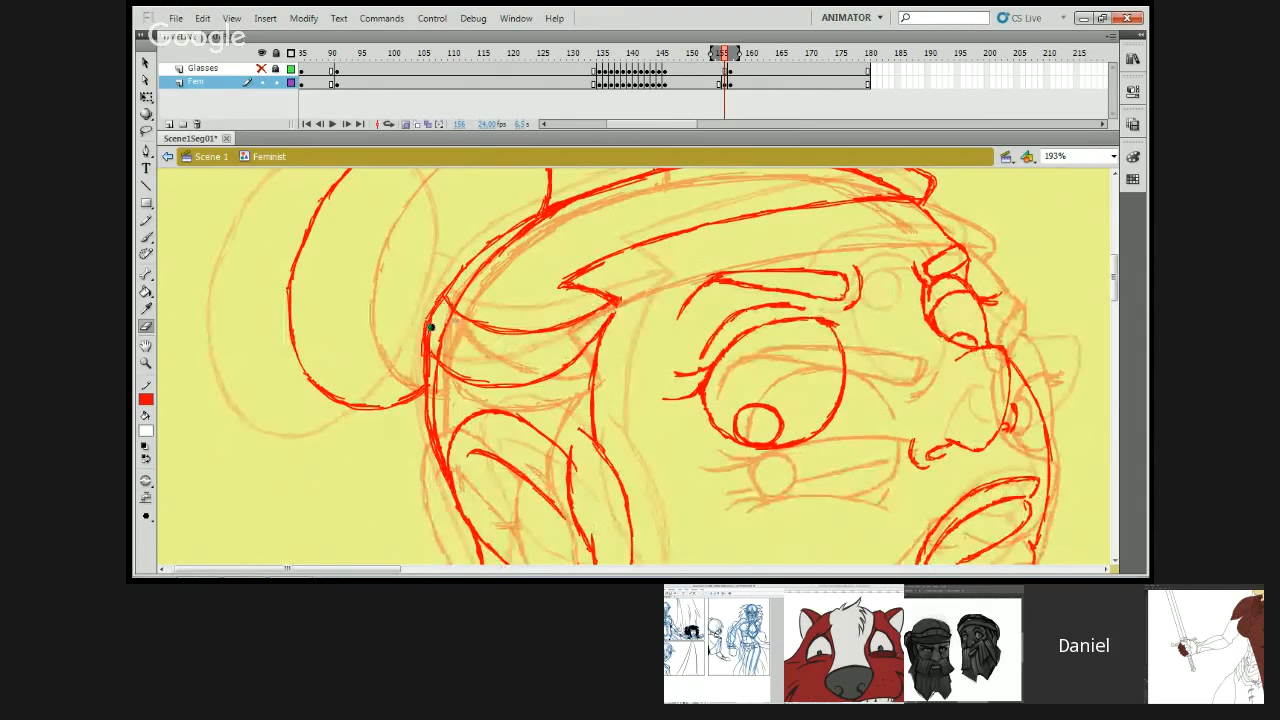 File Edit View Insert Modify Text Commands Control Debug Window Help ANIMATOR CS Live
Google
85 90 95 100 110 115 120 125 130 135 140 145 150 155 160 165 170 175 180 185 190 195 200 205 210 215
Glasses
Fem
156 24.00 fps 6.5 s
Scene1Seg01*
Scene 1 Feminist 193%
Daniel